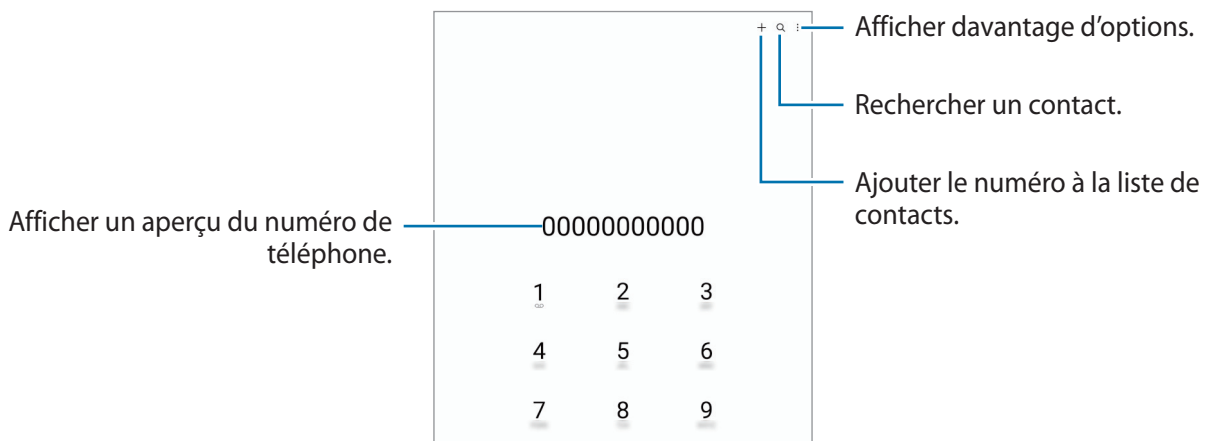 Afficher davantage d'options.
Rechercher un contact.
Ajouter le numéro à la liste de
contacts.
Afficher un aperçu du numéro de
téléphone.
00000000000
1 2 3
4 5 6
7 8 9